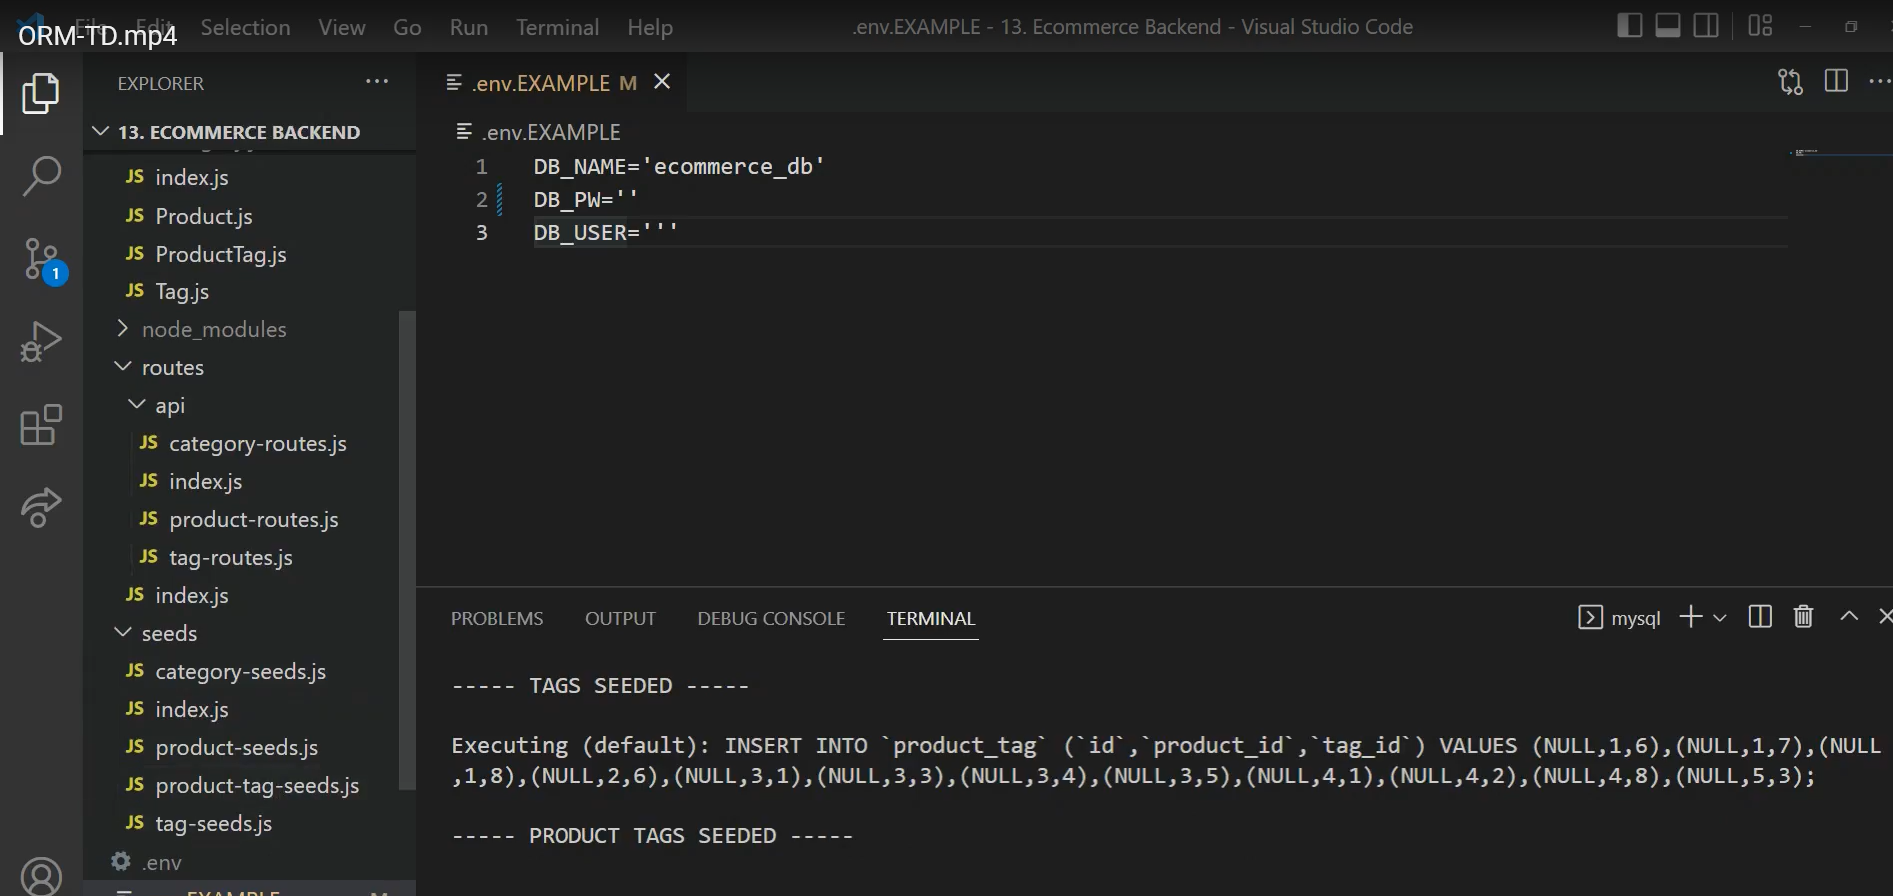 ORM-TD.mp4
File Edit Selection View Go Run Terminal Help
.env.EXAMPLE - 13. Ecommerce Backend - Visual Studio Code
EXPLORER
13. ECOMMERCE BACKEND
JS index.js
JS Product.js
JS ProductTag.js
JS Tag.js
node_modules
routes
api
JS category-routes.js
JS index.js
JS product-routes.js
JS tag-routes.js
JS index.js
seeds
JS category-seeds.js
JS index.js
JS product-seeds.js
JS product-tag-seeds.js
JS tag-seeds.js
.env
1
.env.EXAMPLE M
.env.EXAMPLE
1 DB_NAME='ecommerce_db'
2 DB_PW=''
3 DB_USER='''
PROBLEMS OUTPUT DEBUG CONSOLE TERMINAL
mysql
----- TAGS SEEDED -----
Executing (default): INSERT INTO `product_tag` (`id`,`product_id`,`tag_id`) VALUES (NULL,1,6),(NULL,1,7),(NULL
,1,8),(NULL,2,6),(NULL,3,1),(NULL,3,3),(NULL,3,4),(NULL,3,5),(NULL,4,1),(NULL,4,2),(NULL,4,8),(NULL,5,3);
----- PRODUCT TAGS SEEDED -----